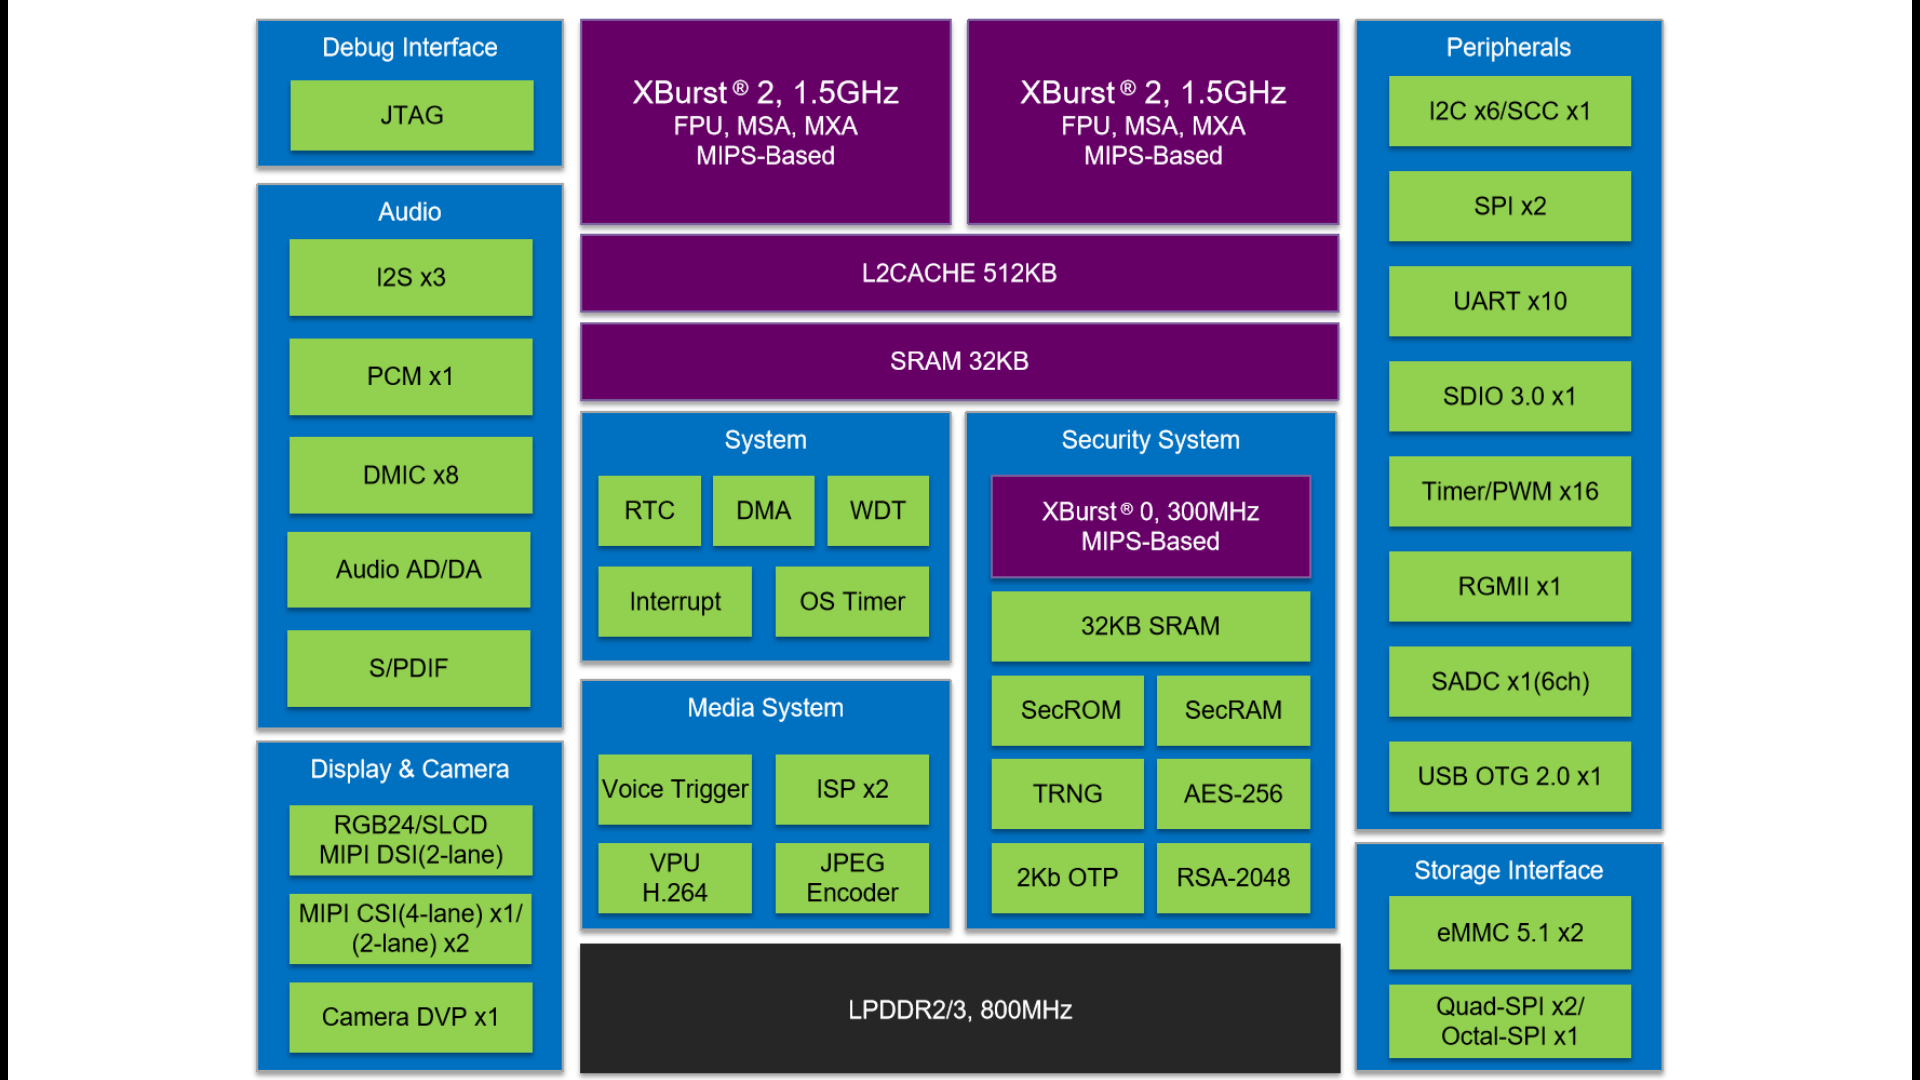 Debug Interface
JTAG
Audio
I2S x3
PCM x1
DMIC x8
Audio AD/DA
S/PDIF
Display & Camera
RGB24/SLCD
MIPI DSI(2-lane)
MIPI CSI(4-lane) x1/
(2-lane) x2
Camera DVP x1
XBurst® 2, 1.5GHz
FPU, MSA, MXA
MIPS-Based
XBurst® 2, 1.5GHz
FPU, MSA, MXA
MIPS-Based
L2CACHE 512KB
SRAM 32KB
System
RTC
DMA
WDT
Interrupt
OS Timer
Media System
Voice Trigger
ISP x2
VPU
H.264
JPEG
Encoder
Security System
XBurst® 0, 300MHz
MIPS-Based
32KB SRAM
SecROM
SecRAM
TRNG
AES-256
2Kb OTP
RSA-2048
LPDDR2/3, 800MHz
Peripherals
I2C x6/SCC x1
SPI x2
UART x10
SDIO 3.0 x1
Timer/PWM x16
RGMII x1
SADC x1(6ch)
USB OTG 2.0 x1
Storage Interface
eMMC 5.1 x2
Quad-SPI x2/
Octal-SPI x1